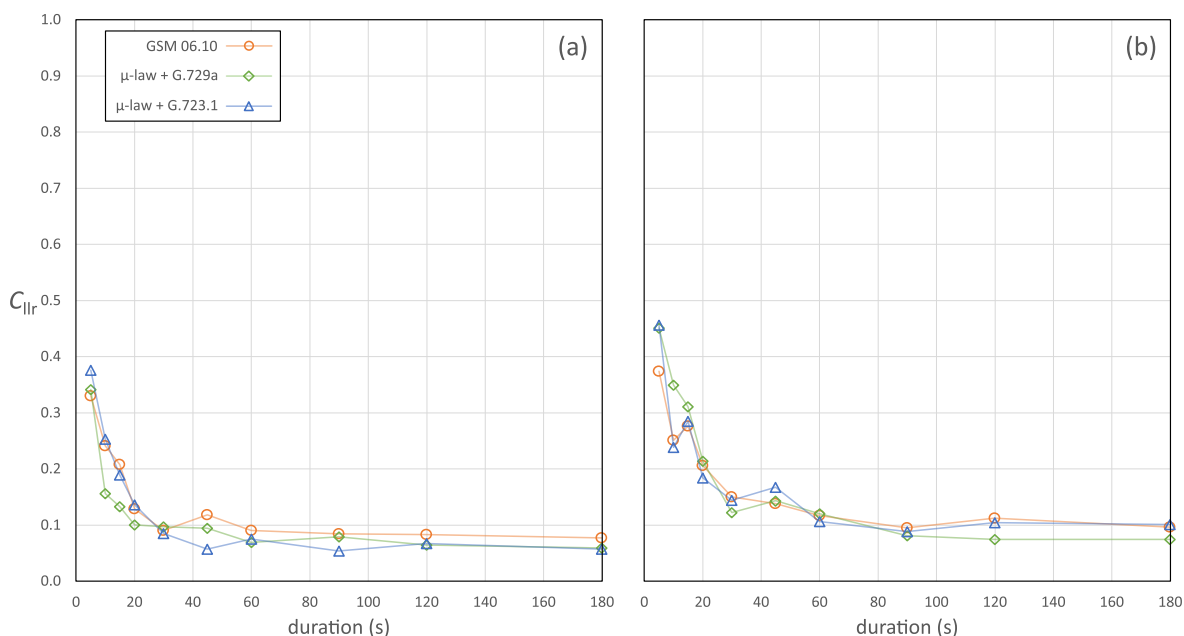 1.0
0.9
0.8
0.7
0.6
0.5
0.4
0.3
0.2
0.1
0.0
Cllr
GSM 06.10
μ-law + G.729a
μ-law + G.723.1
(a)
0 20 40 60 80 100 120 140 160 180
duration (s)
(b)
0 20 40 60 80 100 120 140 160 180
duration (s)